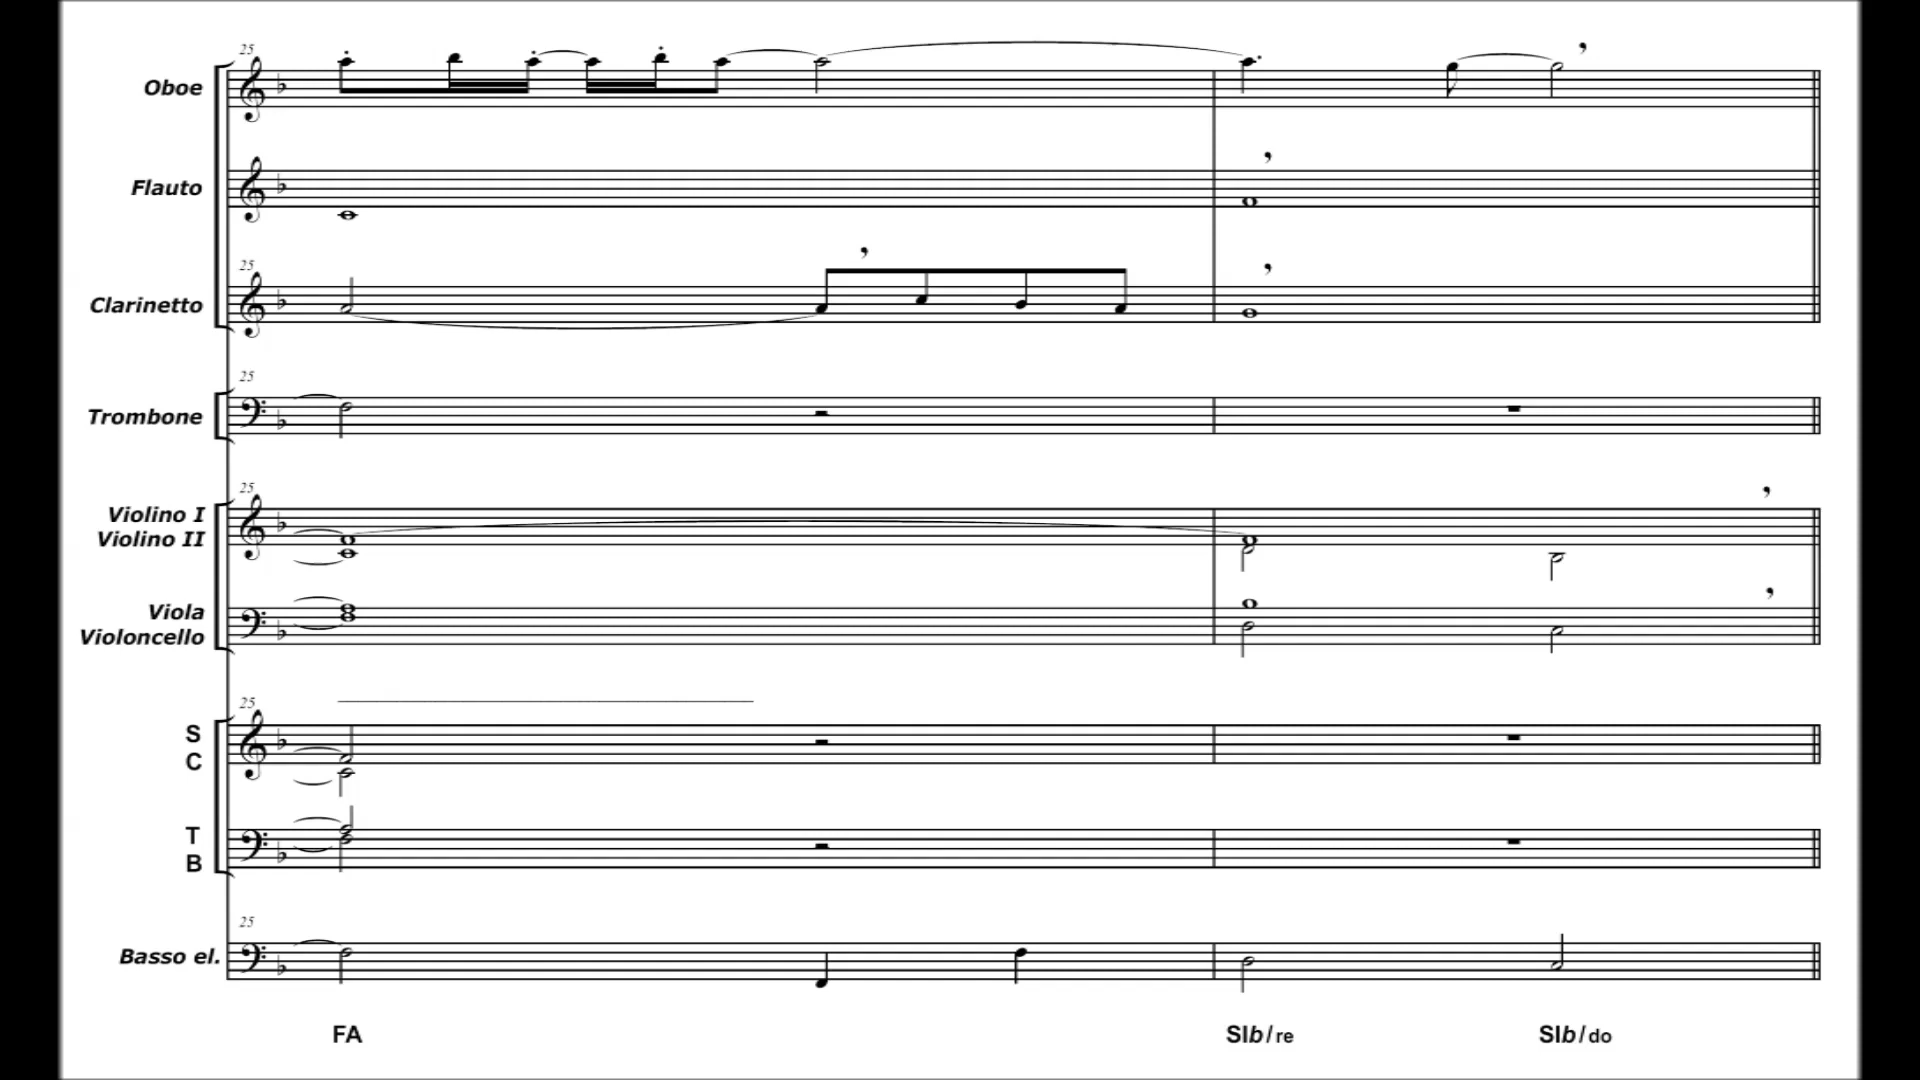 25
Oboe
Flauto
25
Clarinetto
25
Trombone
25
Violino I
Violino II
Viola
Violoncello
25
S
C
T
B
25
Basso el.
FA SIb/re SIb/do